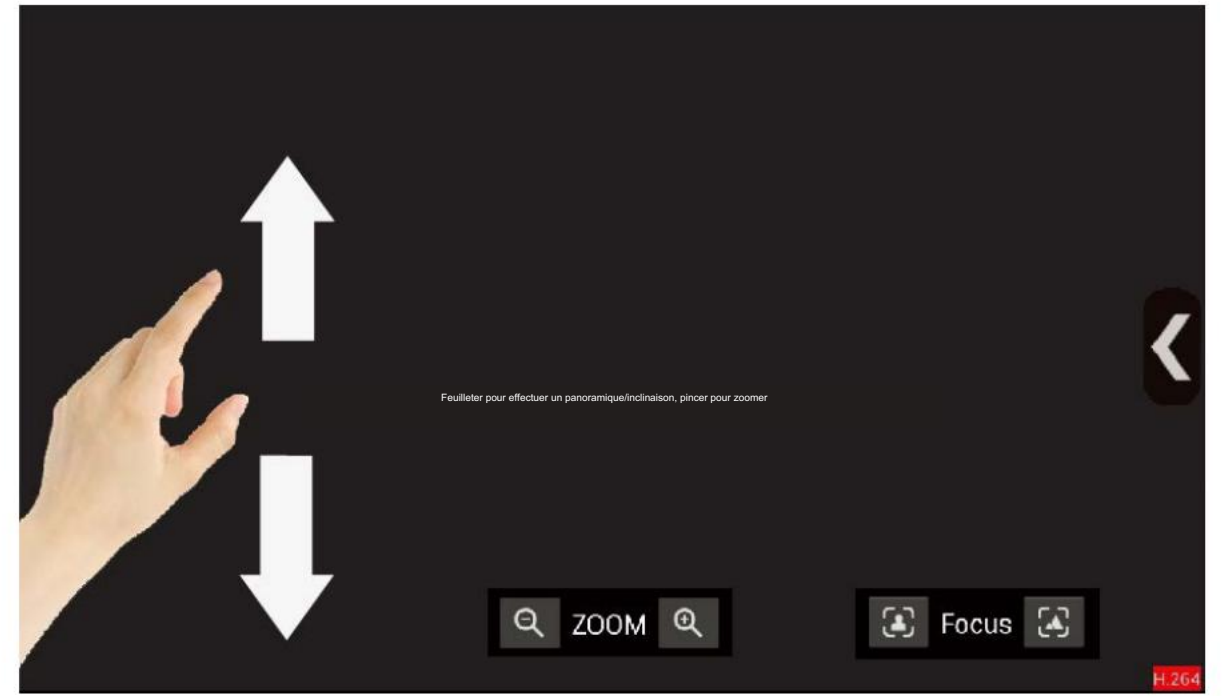 Feuilleter pour effectuer un panoramique/inclinaison, pincer pour zoomer
ZOOM
Focus
H.264